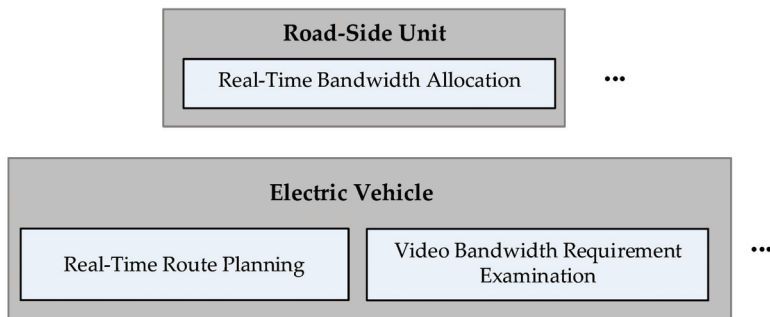 Road-Side Unit
Real-Time Bandwidth Allocation
...
Electric Vehicle
Real-Time Route Planning
Video Bandwidth Requirement
Examination
...